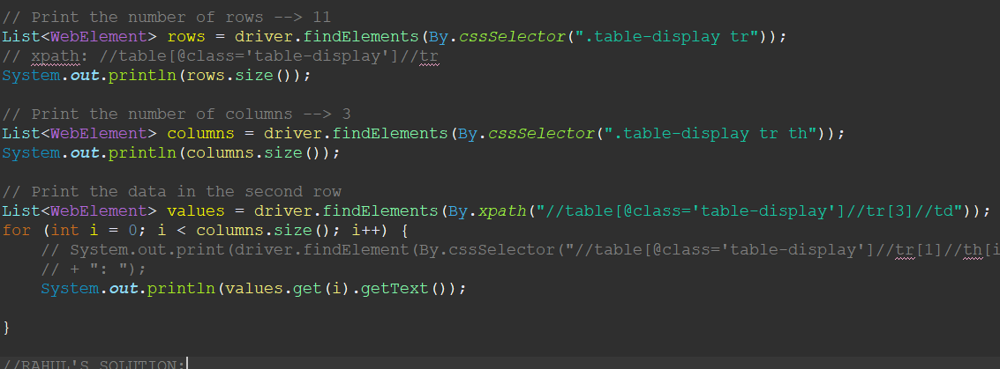 // Print the number of rows --> 11
List<WebElement> rows = driver.findElements(By.cssSelector(".table-display tr"));
// xpath: //table[@class='table-display']//tr
System.out.println(rows.size());
// Print the number of columns --> 3
List<WebElement> columns = driver.findElements(By.cssSelector(".table-display tr th"));
System.out.println(columns.size());
// Print the data in the second row
List<WebElement> values = driver.findElements(By.xpath("//table[@class='table-display']//tr[3]//td"));
for (int i = 0; i < columns.size(); i++) {
// System.out.print(driver.findElement(By.cssSelector("//table[@class='table-display']//tr[1]//th[i
// + ": ");
System.out.println(values.get(i).getText());
}
//RAHUL'S SOLUTION: